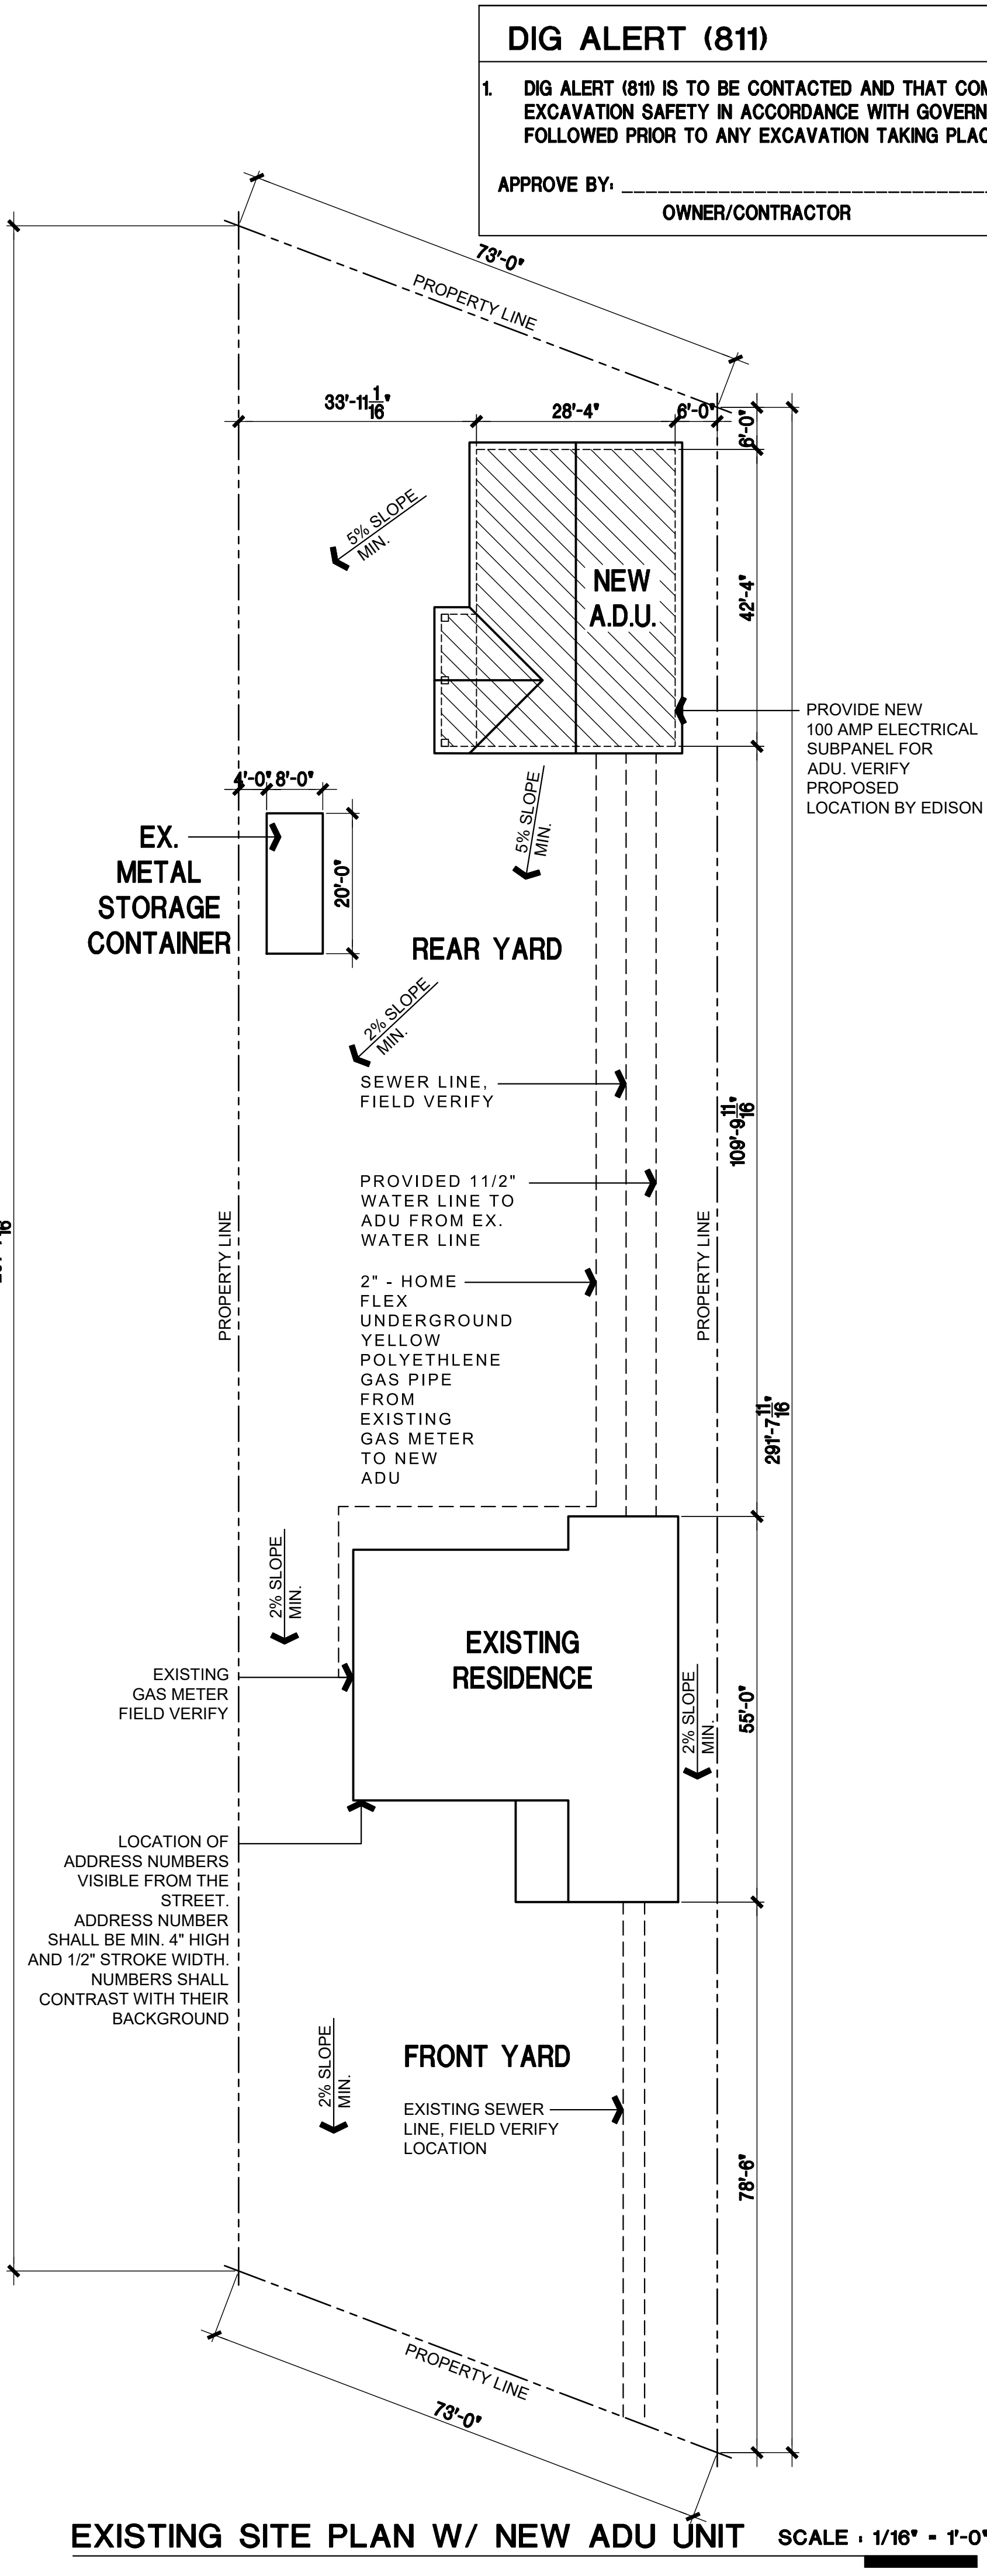 DIG ALERT (811)
1. DIG ALERT (811) IS TO BE CONTACTED AND THAT COM
EXCAVATION SAFETY IN ACCORDANCE WITH GOVERN
FOLLOWED PRIOR TO ANY EXCAVATION TAKING PLAC
APPROVE BY: ________________________________
OWNER/CONTRACTOR
73'-0"
PROPERTY LINE
33'-11 1/16"
28'-4"
6'-0"
6'-0"
5% SLOPE
MIN.
NEW
A.D.U.
42'-4"
PROVIDE NEW
100 AMP ELECTRICAL
SUBPANEL FOR
ADU. VERIFY
PROPOSED
LOCATION BY EDISON
4'-0"
8'-0"
5% SLOPE
MIN.
EX.
METAL
STORAGE
CONTAINER
20'-0"
REAR YARD
2% SLOPE
MIN.
SEWER LINE,
FIELD VERIFY
109'-9 11/16"
PROVIDED 11/2"
WATER LINE TO
ADU FROM EX.
WATER LINE
PROPERTY LINE
PROPERTY LINE
2" - HOME
FLEX
UNDERGROUND
YELLOW
POLYETHLENE
GAS PIPE
FROM
EXISTING
GAS METER
TO NEW
ADU
291'-7 11/16"
2% SLOPE
MIN.
EXISTING
RESIDENCE
EXISTING
GAS METER
FIELD VERIFY
2% SLOPE
MIN.
55'-0"
LOCATION OF
ADDRESS NUMBERS
VISIBLE FROM THE
STREET.
ADDRESS NUMBER
SHALL BE MIN. 4" HIGH
AND 1/2" STROKE WIDTH.
NUMBERS SHALL
CONTRAST WITH THEIR
BACKGROUND
2% SLOPE
MIN.
FRONT YARD
EXISTING SEWER
LINE, FIELD VERIFY
LOCATION
78'-6"
PROPERTY LINE
73'-0"
EXISTING SITE PLAN W/ NEW ADU UNIT SCALE : 1/16" = 1'-0"